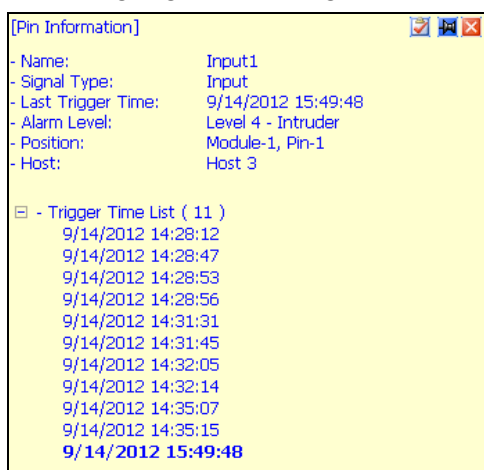 [Pin Information]
- Name: Input1
- Signal Type: Input
- Last Trigger Time: 9/14/2012 15:49:48
- Alarm Level: Level 4 - Intruder
- Position: Module-1, Pin-1
- Host: Host 3
- Trigger Time List ( 11 )
9/14/2012 14:28:12
9/14/2012 14:28:47
9/14/2012 14:28:53
9/14/2012 14:28:56
9/14/2012 14:31:31
9/14/2012 14:31:45
9/14/2012 14:32:05
9/14/2012 14:32:14
9/14/2012 14:35:07
9/14/2012 14:35:15
9/14/2012 15:49:48